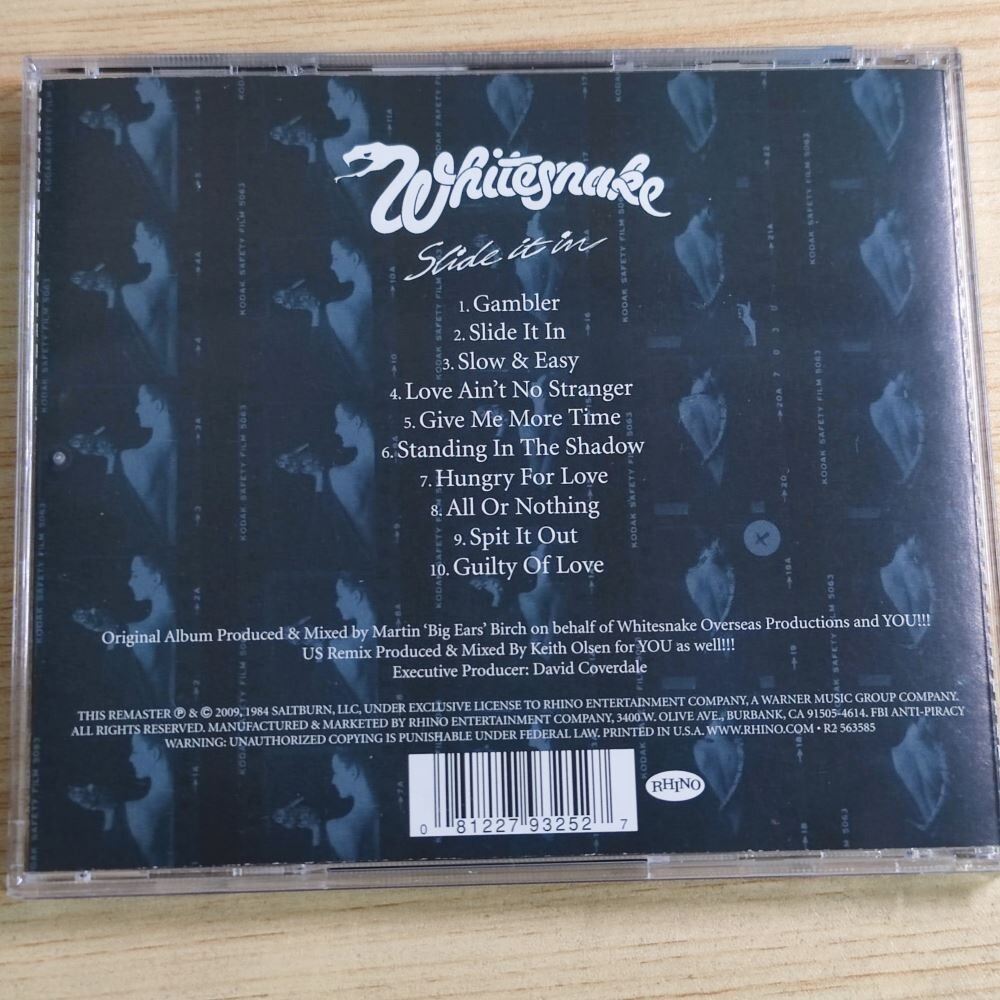 Whitesnake
Slide it in
1. Gambler
2. Slide It In
3. Slow & Easy
4. Love Ain't No Stranger
5. Give Me More Time
6. Standing In The Shadow
7. Hungry For Love
8. All Or Nothing
9. Spit It Out
10. Guilty Of Love
Original Album Produced & Mixed by Martin ‘Big Ears’ Birch on behalf of Whitesnake Overseas Productions and YOU!!!
US Remix Produced & Mixed By Keith Olsen for YOU as well!!!
Executive Producer: David Coverdale
THIS REMASTER ℗ & © 2009, 1984 SALTBURN, LLC, UNDER EXCLUSIVE LICENSE TO RHINO ENTERTAINMENT COMPANY, A WARNER MUSIC GROUP COMPANY.
ALL RIGHTS RESERVED. MANUFACTURED & MARKETED BY RHINO ENTERTAINMENT COMPANY, 3400 W. OLIVE AVE., BURBANK, CA 91505-4614. FBI ANTI-PIRACY
WARNING: UNAUTHORIZED COPYING IS PUNISHABLE UNDER FEDERAL LAW. PRINTED IN U.S.A. WWW.RHINO.COM • R2 563585
RHINO
0 81227 93252 7
KODAK SAFETY FILM 5063